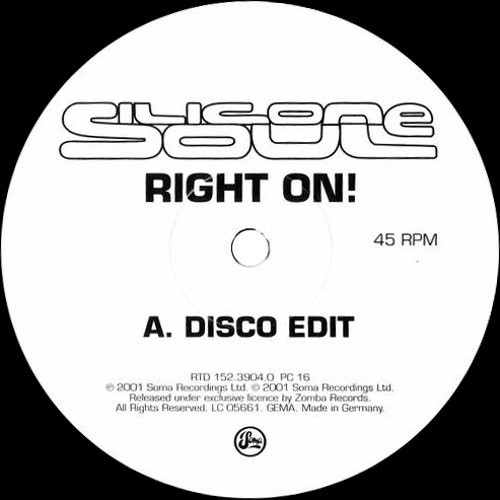 SILICONE
SOUL
RIGHT ON!
45 RPM
A. DISCO EDIT
RTD 152.3904.0 PC 16
℗ 2001 Soma Recordings Ltd. © 2001 Soma Recordings Ltd.
Released under exclusive licence by Zomba Records.
All Rights Reserved. LC 05661. GEMA. Made in Germany.
Soma